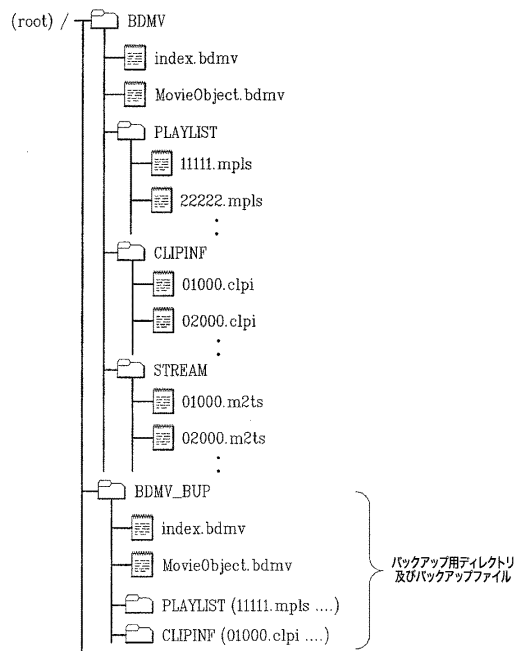 (root) /
BDMV
index.bdmv
MovieObject.bdmv
PLAYLIST
11111.mpls
22222.mpls
CLIPINF
01000.clpi
02000.clpi
STREAM
01000.m2ts
02000.m2ts
BDMV_BUP
index.bdmv
MovieObject.bdmv
PLAYLIST (11111.mpls ....)
CLIPINF (01000.clpi ....)
バックアップ用ディレクトリ
及びバックアップファイル